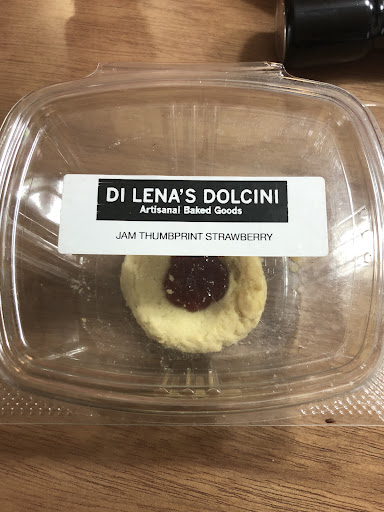 DI LENA'S DOLCINI
Artisanal Baked Goods
JAM THUMBPRINT STRAWBERRY